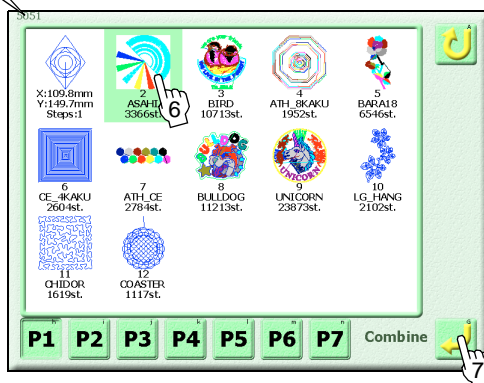 5051
A
X:109.8mm
Y:149.7mm
Steps:1
2
ASAHI
3366st.
6
3
BIRD
10713st.
4
ATH_8KAKU
1952st.
5
BARA18
6546st.
6
CE_4KAKU
2604st.
7
ATH_CE
2784st.
BULLDOG
8
BULLDOG
11213st.
UNICORN
9
UNICORN
23873st.
10
LG_HANG
2102st.
11
CHIDOR
1619st.
12
COASTER
1117st.
h
P1
i
P2
j
P3
k
P4
l
P5
m
P6
n
P7
Combine
G
7